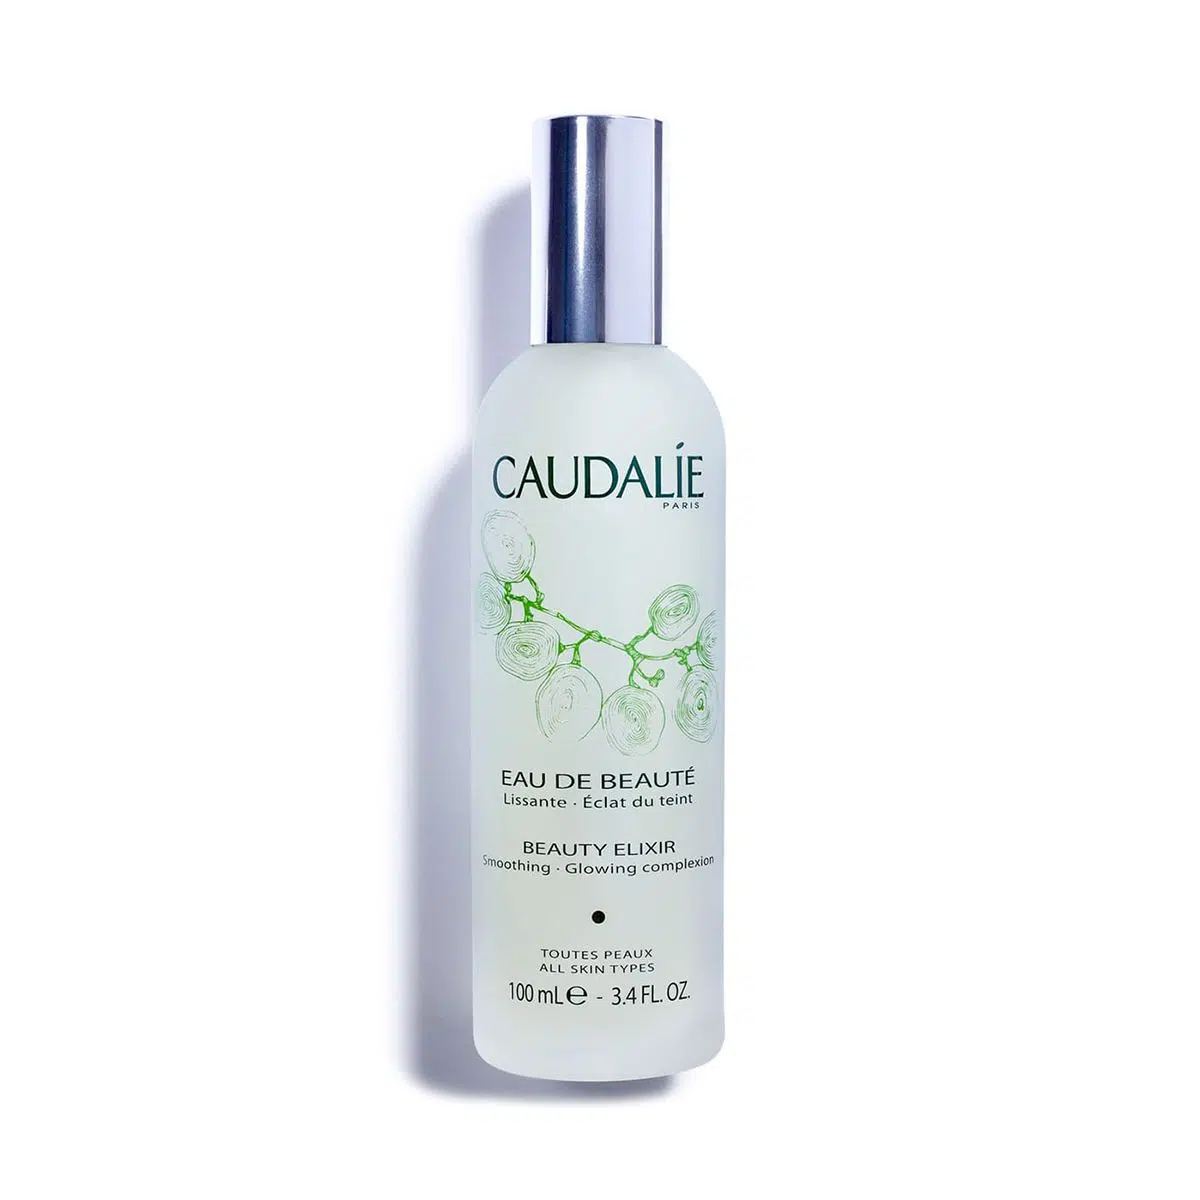 CAUDALÍE
PARIS
EAU DE BEAUTÉ
Lissante · Éclat du teint
BEAUTY ELIXIR
Smoothing · Glowing complexion
TOUTES PEAUX
ALL SKIN TYPES
100 mL ℮ - 3.4 FL. OZ.